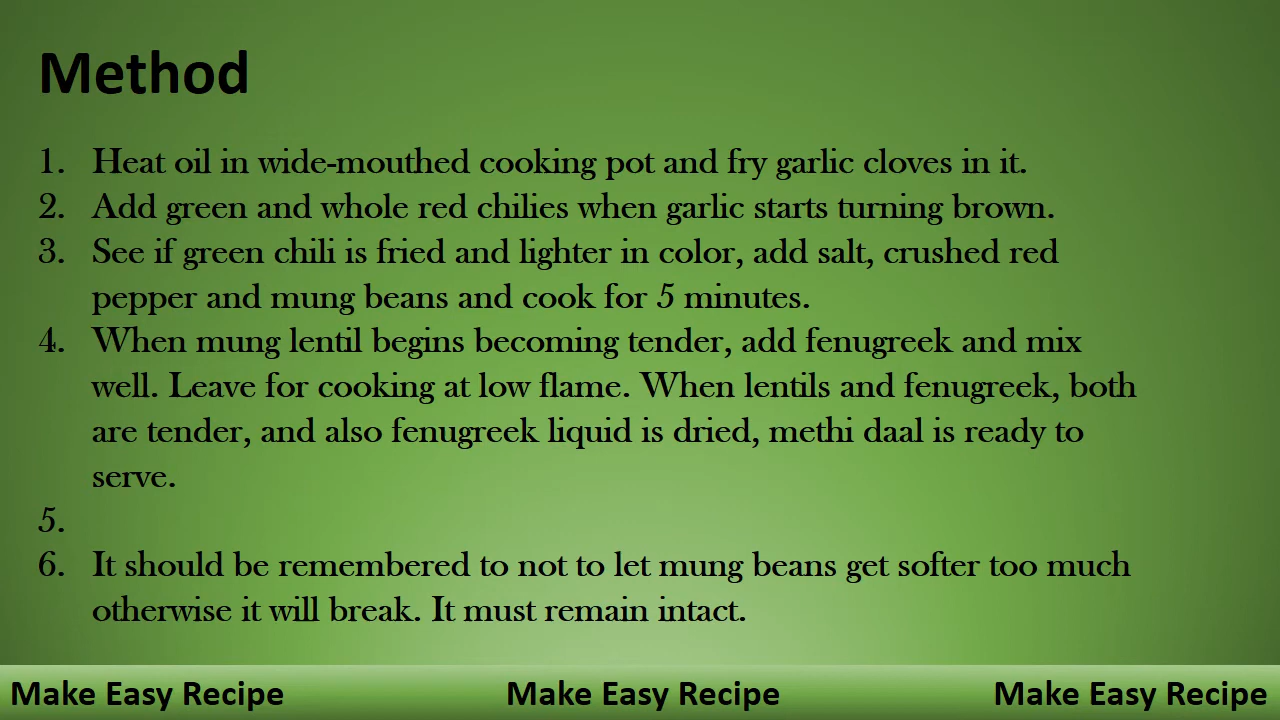 Method
1. Heat oil in wide-mouthed cooking pot and fry garlic cloves in it.
2. Add green and whole red chilies when garlic starts turning brown.
3. See if green chili is fried and lighter in color, add salt, crushed red
pepper and mung beans and cook for 5 minutes.
4. When mung lentil begins becoming tender, add fenugreek and mix
well. Leave for cooking at low flame. When lentils and fenugreek, both
are tender, and also fenugreek liquid is dried, methi daal is ready to
serve.
5.
6. It should be remembered to not to let mung beans get softer too much
otherwise it will break. It must remain intact.
Make Easy Recipe Make Easy Recipe Make Easy Recipe